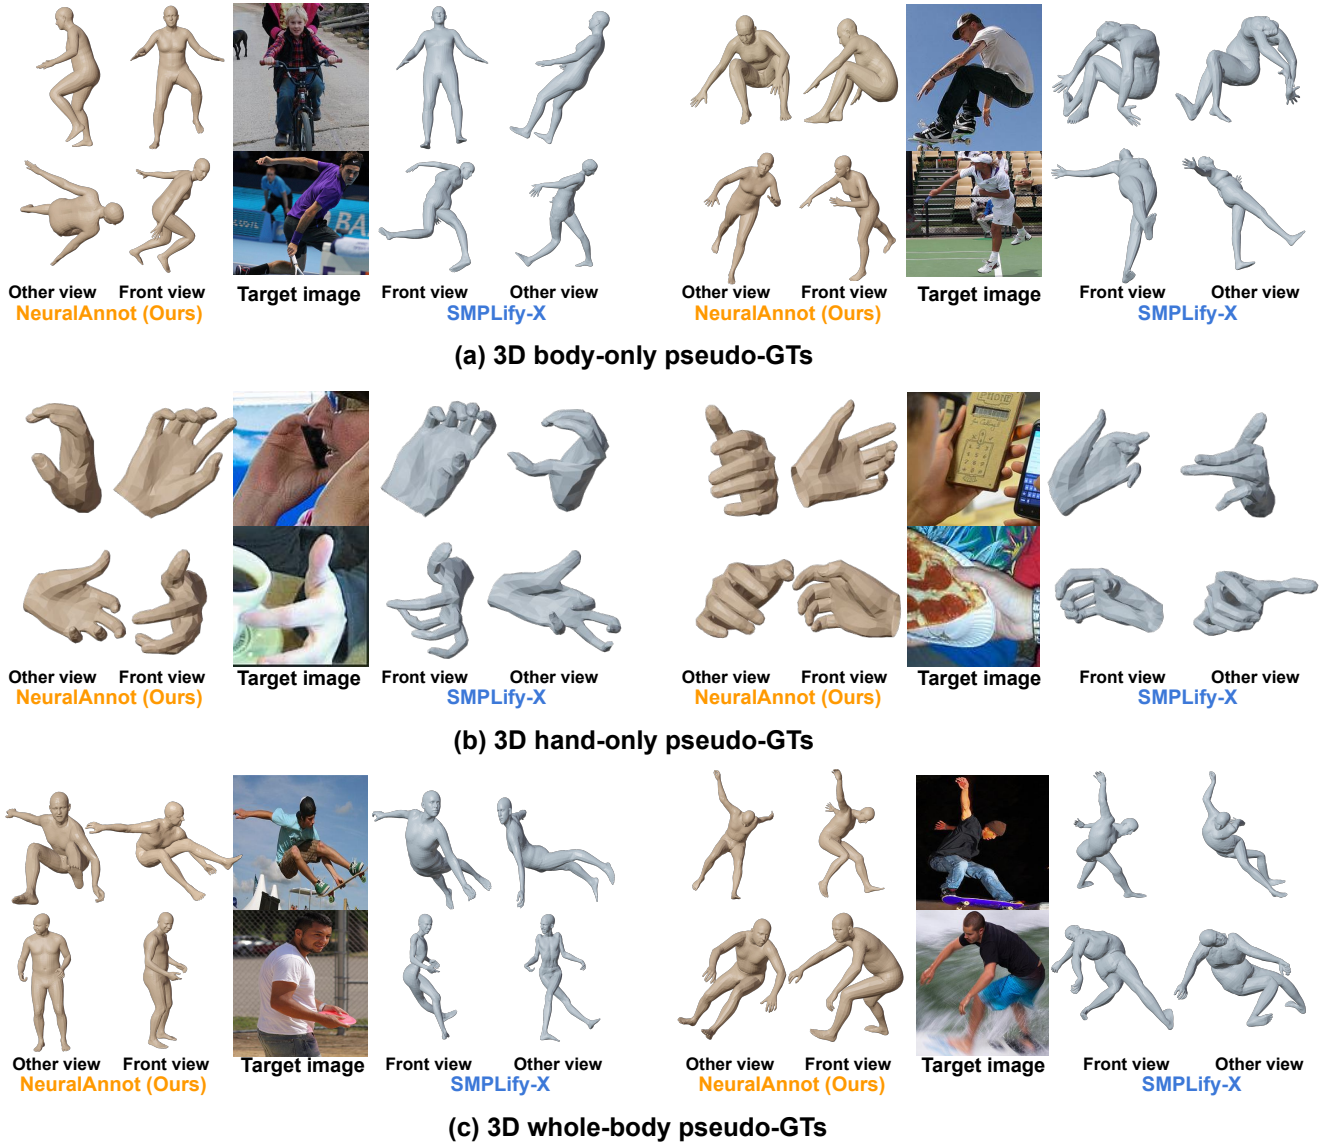 Other view Front view Target image Front view Other view Other view Front view Target image Front view Other view
NeuralAnnot (Ours) SMPLify-X NeuralAnnot (Ours) SMPLify-X
(a) 3D body-only pseudo-GTs
Other view Front view Target image Front view Other view Other view Front view Target image Front view Other view
NeuralAnnot (Ours) SMPLify-X NeuralAnnot (Ours) SMPLify-X
(b) 3D hand-only pseudo-GTs
Other view Front view Target image Front view Other view Other view Front view Target image Front view Other view
NeuralAnnot (Ours) SMPLify-X NeuralAnnot (Ours) SMPLify-X
(c) 3D whole-body pseudo-GTs